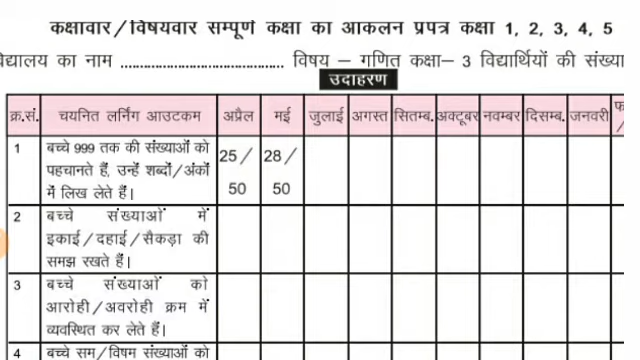 कक्षावार/विषयवार सम्पूर्ण कक्षा का आकलन प्रपत्र कक्षा 1, 2, 3, 4, 5
का नाम ........................................ विषय – गणित कक्षा– 3 विद्यार्थियों की
उदाहरण
क्र.सं. चयनित लर्निंग आउटकम अप्रैल मई जुलाई अगस्त सितम्ब. अक्टूबर नवम्बर दिसम्ब. जनवरी
1 बच्चे 999 तक की संख्याओं को पहचानते हैं, उन्हें शब्दों/अंकों में लिख लेते हैं। 25/50 28/50
2 बच्चे संख्याओं में इकाई/दहाई/सैकड़ा की समझ रखते हैं।
3 बच्चे संख्याओं को आरोही/अवरोही क्रम में व्यवस्थित कर लेते हैं।
4 बच्चे सम/विषम संख्याओं को